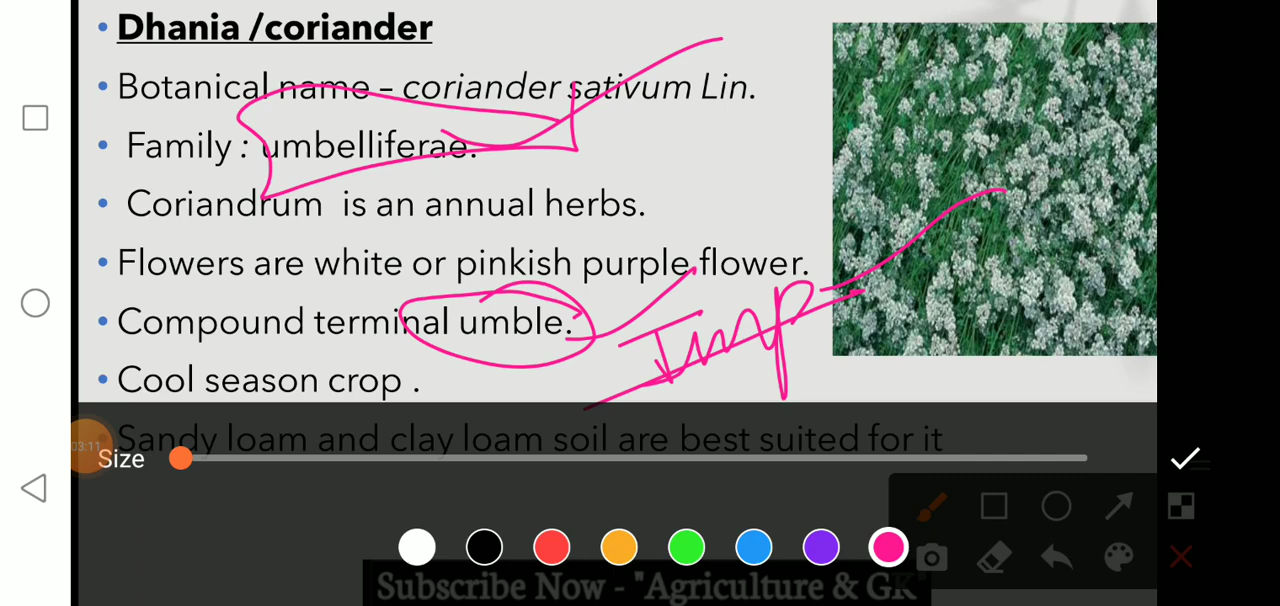 Dhania /coriander
Botanical name – coriander sativum Lin.
Family : umbelliferae.
Coriandrum is an annual herbs.
Flowers are white or pinkish purple flower.
Compound terminal umble.
Imp
Cool season crop .
Sandy loam and clay loam soil are best suited for it
03:11
Size
Subscribe Now - "Agriculture & GK"